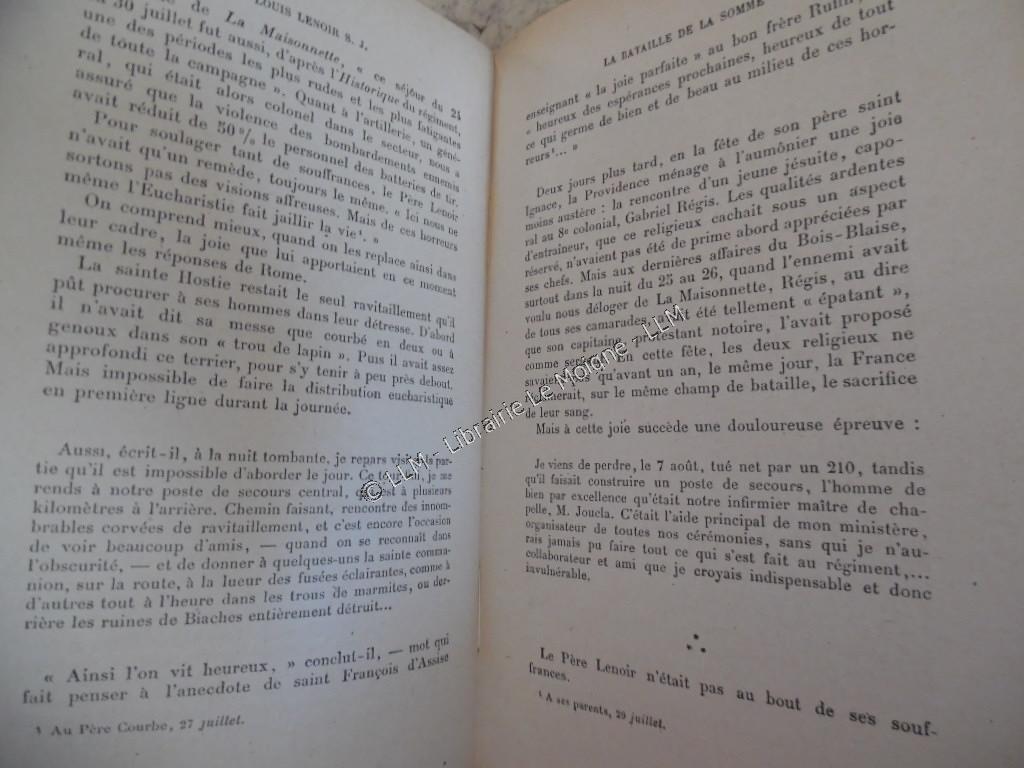 LOUIS LENOIR S. J.
de La Maisonnette, « ce séjour du 24
30 juillet fut aussi, d'après l'Historique du régiment,
une des périodes les plus rudes et les plus fatigantes
de toute la campagne ». Quant à l'artillerie, un géné-
ral, qui était alors colonel dans le secteur, nous a
assuré que la violence des bombardements ennemis
avait réduit de 50 % le personnel des batteries de tir.
Pour soulager tant de souffrances, le Père Lenoir
n'avait qu'un remède, toujours le même. « Ici nous ne
sortons pas des visions affreuses. Mais de ces horreurs
même l'Eucharistie fait jaillir la vie¹. »
On comprend mieux, quand on les replace ainsi dans
leur cadre, la joie que lui apportaient en ce moment
même les réponses de Rome.
La sainte Hostie restait le seul ravitaillement qu'il
pût procurer à ses hommes dans leur détresse. D'abord
il n'avait dit sa messe que courbé en deux ou à
genoux dans son « trou de lapin ». Puis il avait assez
approfondi ce terrier, pour s'y tenir à peu près debout.
Mais impossible de faire la distribution eucharistique
en première ligne durant la journée.
Aussi, écrit-il, à la nuit tombante, je repars visiter la par-
tie qu'il est impossible d'aborder le jour. Ce je me
rends à notre poste de secours central, qui est à plusieurs
kilomètres à l'arrière. Chemin faisant, rencontre des innom-
brables corvées de ravitaillement, et c'est encore l'occasion
de voir beaucoup d'amis, — quand on se reconnaît dans
l'obscurité, — et de donner à quelques-uns la sainte commu-
nion, sur la route, à la lueur des fusées éclairantes, comme à
d'autres tout à l'heure dans les trous de marmites, ou der-
rière les ruines de Biaches entièrement détruit...
« Ainsi l'on vit heureux, » conclut-il, — mot qui
fait penser à l'anecdote de saint François d'Assise
¹ Au Père Courbe, 27 juillet.
LA BATAILLE DE LA SOMME
enseignant « la joie parfaite » au bon frère Rufin,
« heureux des espérances prochaines, heureux de tout
ce qui germe de bien et de beau au milieu de ces hor-
reurs¹... »
Deux jours plus tard, en la fête de son père saint
Ignace, la Providence ménage à l'aumônier une joie
moins austère : la rencontre d'un jeune jésuite, capo-
ral au 8e colonial, Gabriel Régis. Les qualités ardentes
d'entraîneur, que ce religieux cachait sous un aspect
réservé, n'avaient pas été de prime abord appréciées par
ses chefs. Mais aux dernières affaires du Bois-Blaise,
surtout dans la nuit du 25 au 26, quand l'ennemi avait
voulu nous déloger de La Maisonnette, Régis, au dire
de tous ses camarades, avait été tellement « épatant »,
que son capitaine, protestant notoire, l'avait proposé
comme En cette fête, les deux religieux ne
savaient pas qu'avant un an, le même jour, la France
réclamerait, sur le même champ de bataille, le sacrifice
de leur sang.
Mais à cette joie succède une douloureuse épreuve :
Je viens de perdre, le 7 août, tué net par un 210, tandis
qu'il faisait construire un poste de secours, l'homme de
bien par excellence qu'était notre infirmier maître de cha-
pelle, M. Joucla. C'était l'aide principal de mon ministère,
organisateur de toutes nos cérémonies, sans qui je n'au-
rais jamais pu faire tout ce qui s'est fait au régiment,...
collaborateur et ami que je croyais indispensable et donc
invulnérable.
Le Père Lenoir n'était pas au bout de ses souf-
frances.
¹ A ses parents, 29 juillet.
© LLM - Librairie Le Moigne - LLM